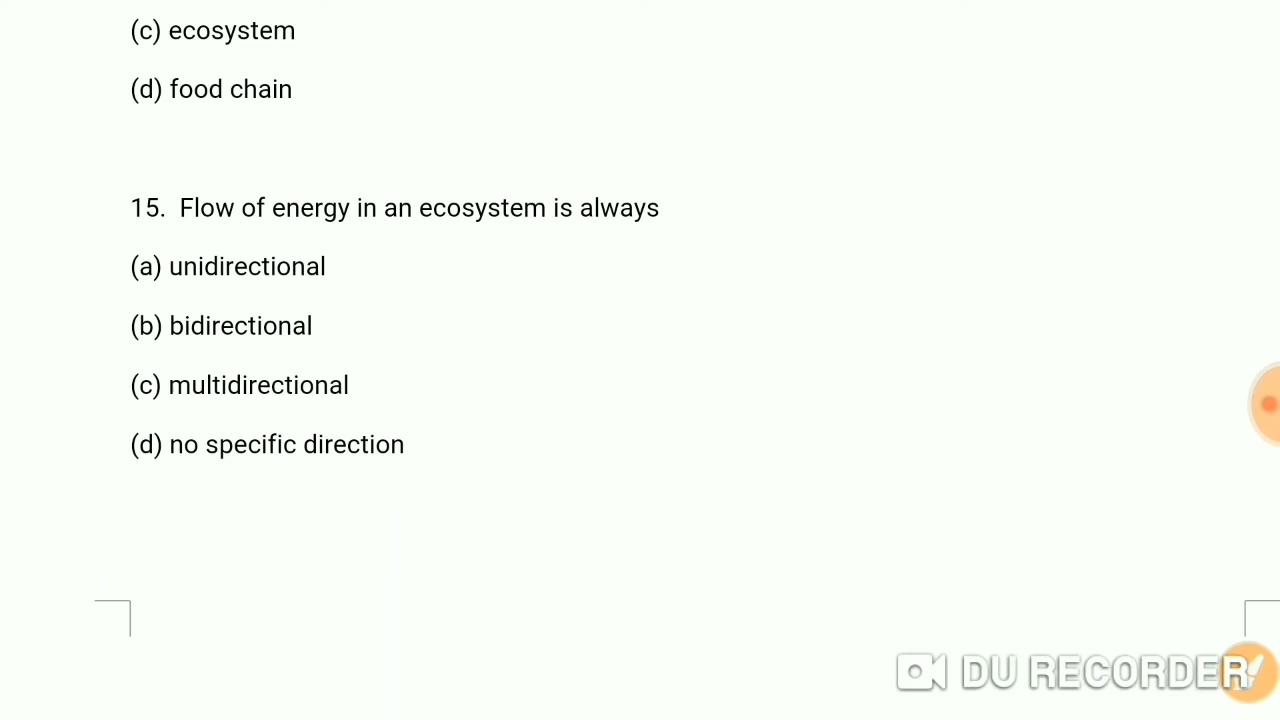 (c) ecosystem
(d) food chain
15.  Flow of energy in an ecosystem is always
(a) unidirectional
(b) bidirectional
(c) multidirectional
(d) no specific direction
DU RECORDER